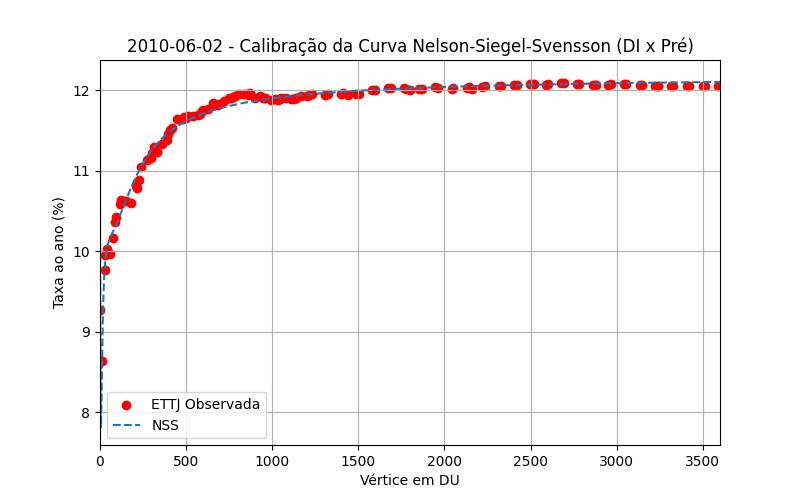 2010-06-02 - Calibração da Curva Nelson-Siegel-Svensson (DI x Pré)
Taxa ao ano (%)
12
11
10
9
8
ETTJ Observada
NSS
0 500 1000 1500 2000 2500 3000 3500
Vértice em DU